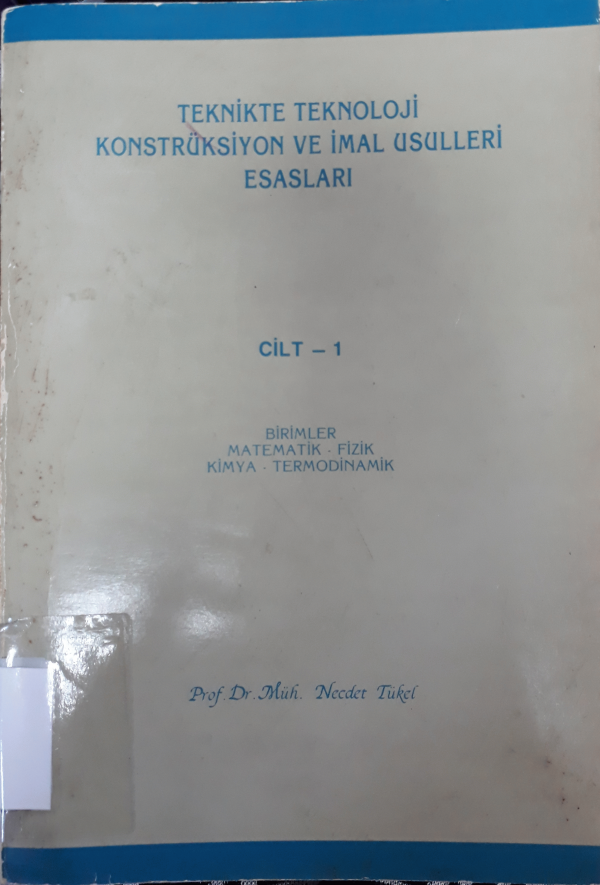 TEKNİKTE TEKNOLOJİ
KONSTRÜKSİYON VE İMAL USULLERİ
ESASLARI
CİLT – 1
BİRİMLER
MATEMATİK - FİZİK
KİMYA - TERMODİNAMİK
Prof. Dr. Müh. Necdet Tükel